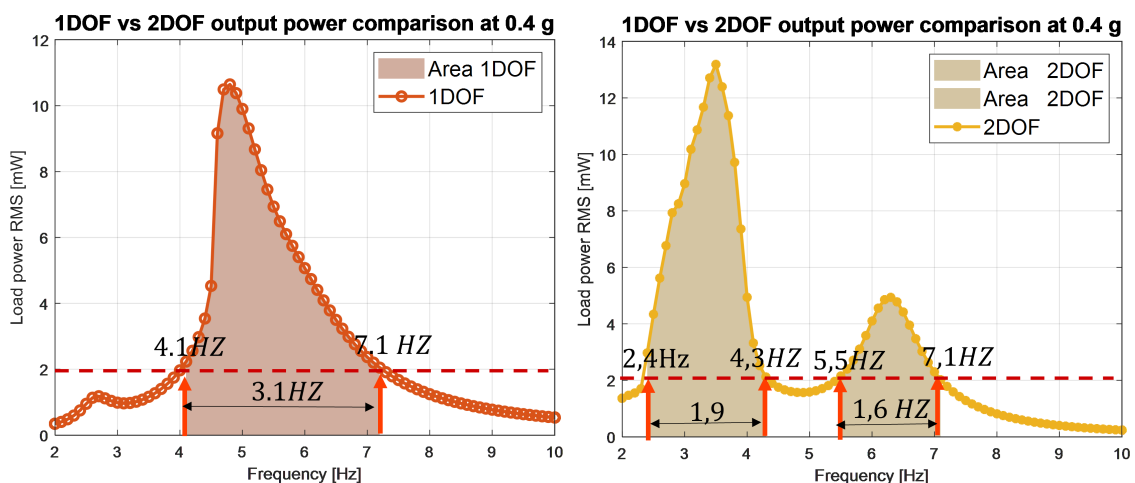 1DOF vs 2DOF output power comparison at 0.4 g
Load power RMS [mW]
12
10
8
6
4
2
0
Area 1DOF
1DOF
4.1HZ
7.1 HZ
3.1HZ
2 3 4 5 6 7 8 9 10
Frequency [Hz]
1DOF vs 2DOF output power comparison at 0.4 g
Load power RMS [mW]
14
12
10
8
6
4
2
0
Area 2DOF
Area 2DOF
2DOF
2,4Hz
4,3HZ
5,5HZ
7,1HZ
1,9
1,6 HZ
2 3 4 5 6 7 8 9 10
Frequency [Hz]